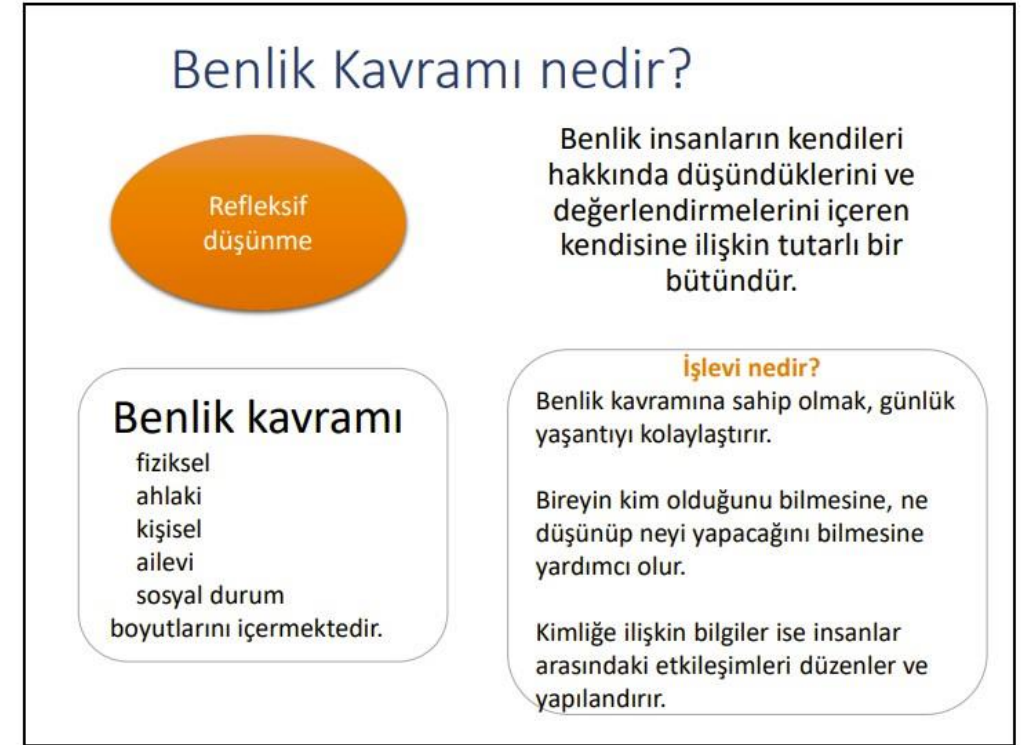 Benlik Kavramı nedir?
Refleksif
düşünme
Benlik insanların kendileri
hakkında düşündüklerini ve
değerlendirmelerini içeren
kendisine ilişkin tutarlı bir
bütündür.
Benlik kavramı
fiziksel
ahlaki
kişisel
ailevi
sosyal durum
boyutlarını içermektedir.
İşlevi nedir?
Benlik kavramına sahip olmak, günlük
yaşantıyı kolaylaştırır.
Bireyin kim olduğunu bilmesine, ne
düşünüp neyi yapacağını bilmesine
yardımcı olur.
Kimliğe ilişkin bilgiler ise insanlar
arasındaki etkileşimleri düzenler ve
yapılandırır.